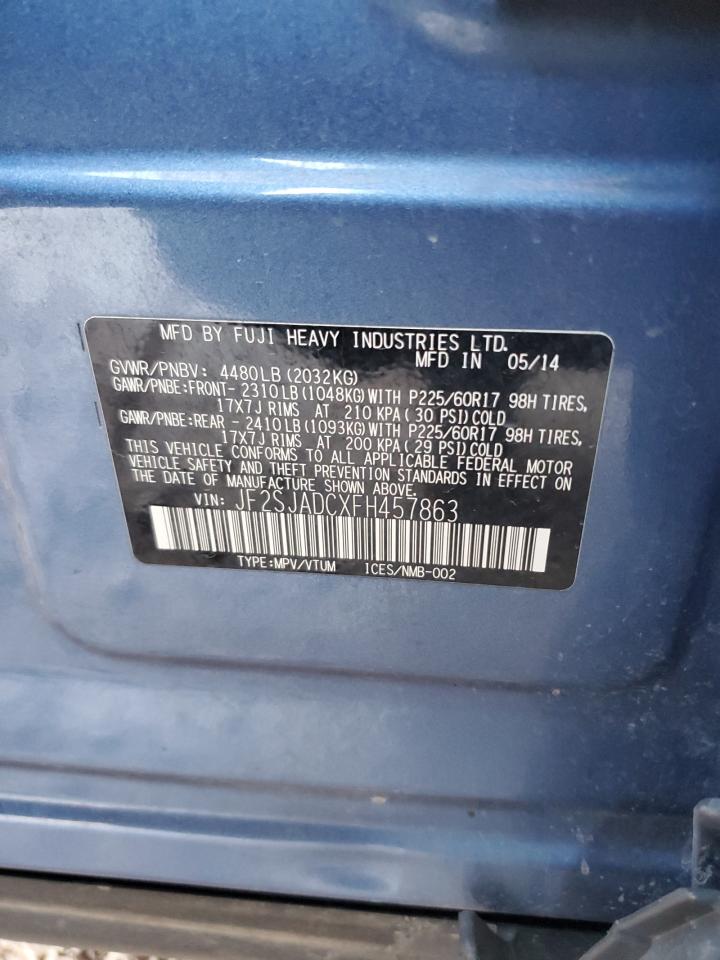 MFD BY FUJI HEAVY INDUSTRIES LTD.
MFD IN 05/14
GVWR/PNBV: 4480LB (2032KG)
GAWR/PNBE:FRONT- 2310LB(1048KG)WITH P225/60R17 98H TIRES,
17X7J RIMS AT 210 KPA(30 PSI)COLD
GAWR/PNBE:REAR - 2410LB(1093KG)WITH P225/60R17 98H TIRES,
17X7J RIMS AT 200 KPA(29 PSI)COLD
THIS VEHICLE CONFORMS TO ALL APPLICABLE FEDERAL MOTOR
VEHICLE SAFETY AND THEFT PREVENTION STANDARDS IN EFFECT ON
THE DATE OF MANUFACTURE SHOWN ABOVE.
VIN: JF2SJADCXFH457863
TYPE:MPV/VTUM ICES/NMB-002